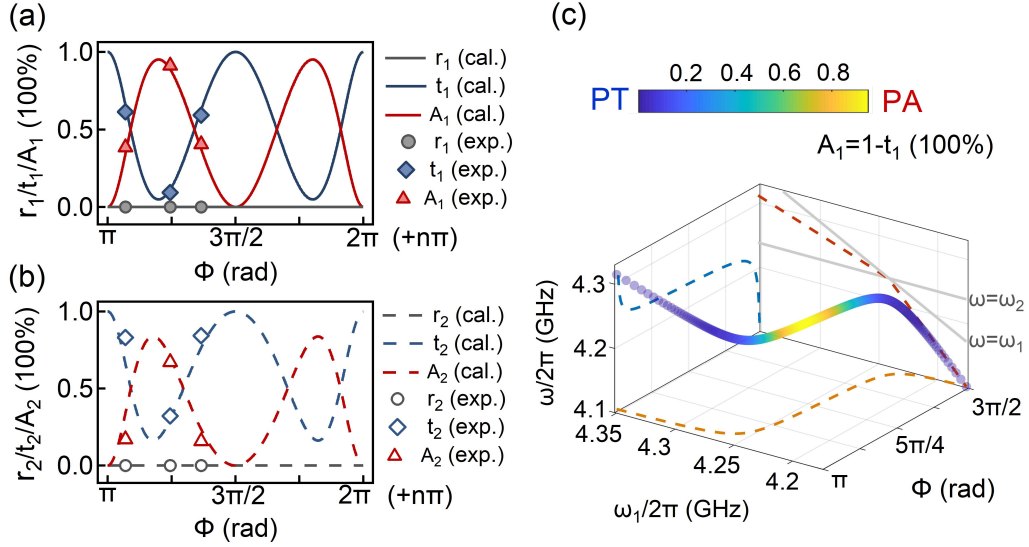 (a)
r₁/t₁/A₁ (100%)
1.0
0.5
0.0
π
3π/2
2π
(+nπ)
Φ (rad)
r₁ (cal.)
t₁ (cal.)
A₁ (cal.)
r₁ (exp.)
t₁ (exp.)
A₁ (exp.)
(b)
r₂/t₂/A₂ (100%)
1.0
0.5
0.0
π
3π/2
2π
(+nπ)
Φ (rad)
r₂ (cal.)
t₂ (cal.)
A₂ (cal.)
r₂ (exp.)
t₂ (exp.)
A₂ (exp.)
(c)
0.2 0.4 0.6 0.8
PT
PA
A₁=1-t₁ (100%)
ω/2π (GHz)
4.3
4.2
4.1
ω=ω₂
ω=ω₁
4.35
4.3
4.25
4.2
ω₁/2π (GHz)
π
5π/4
3π/2
Φ (rad)